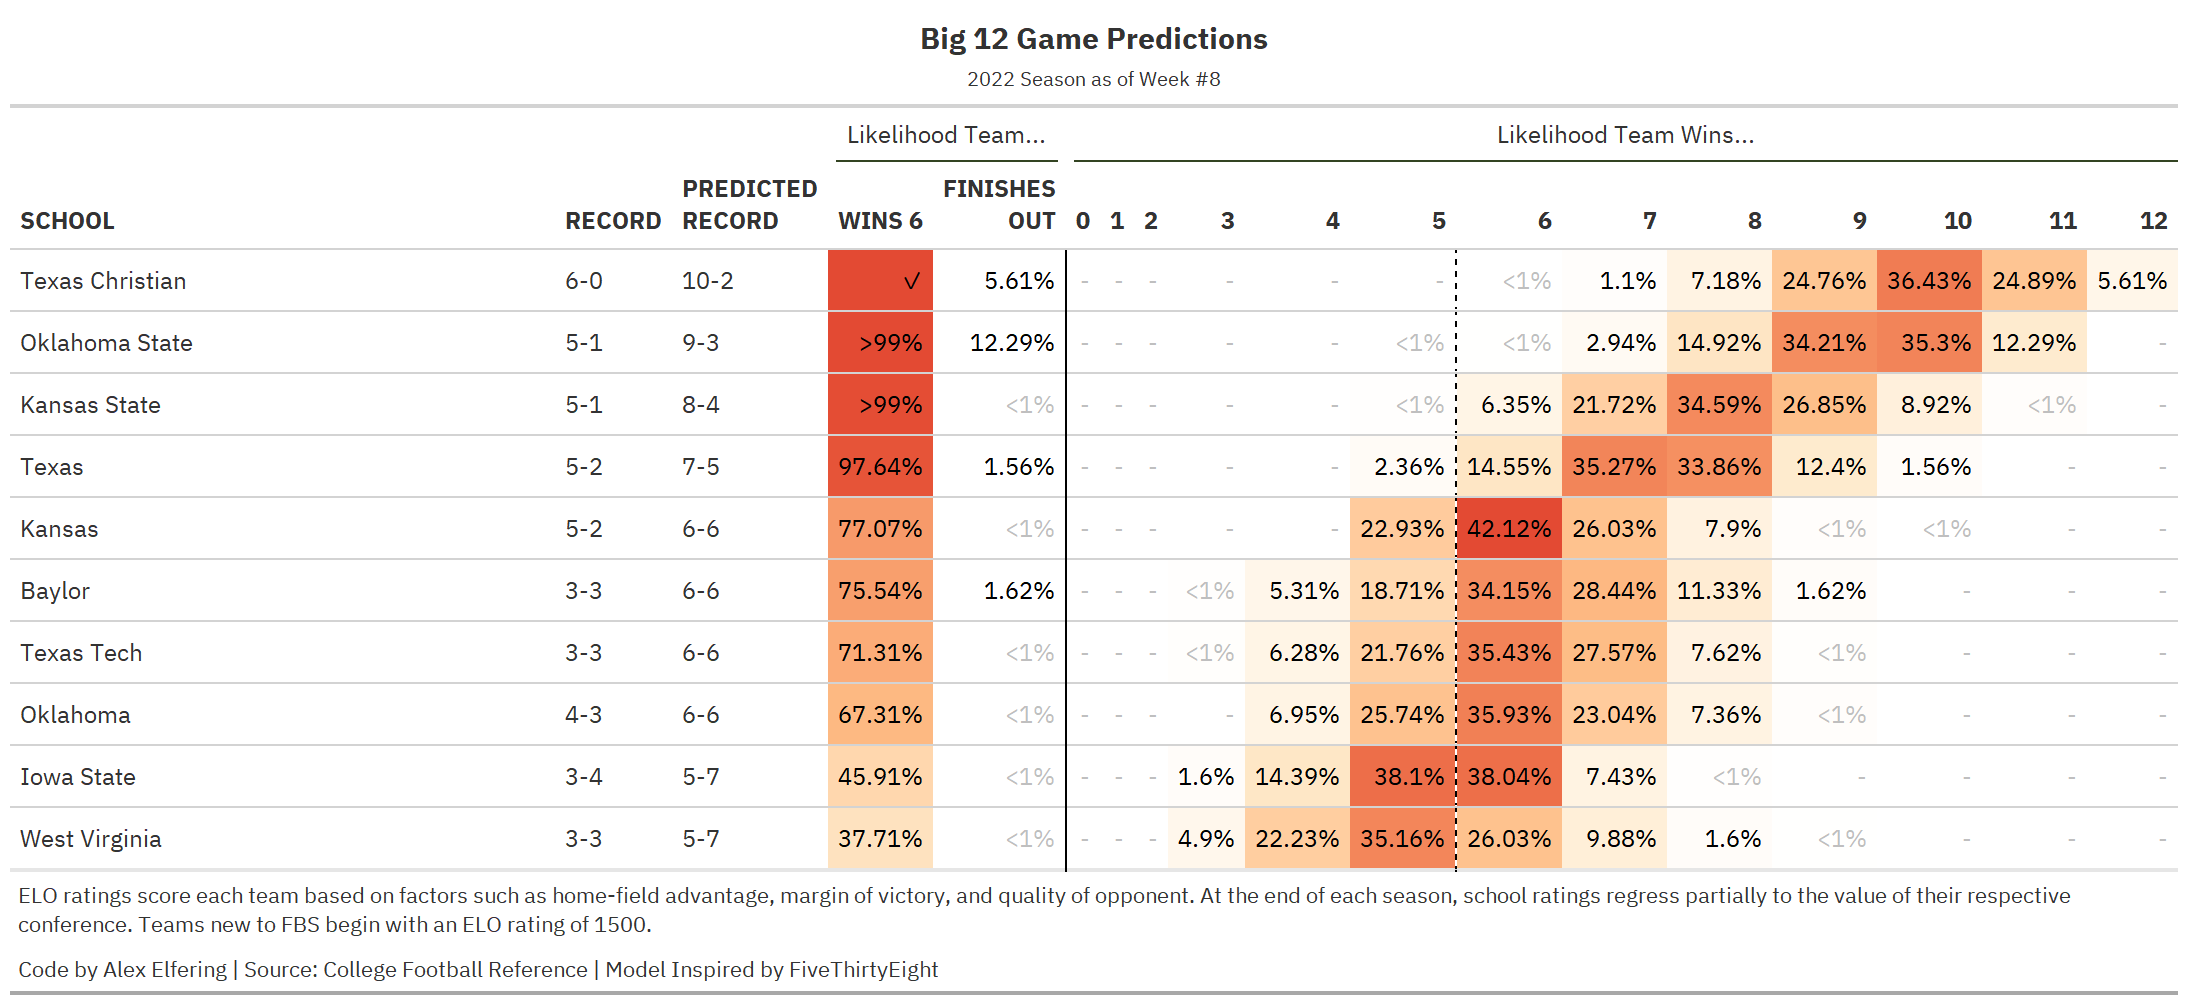 Big 12 Game Predictions
2022 Season as of Week #8
Likelihood Team... Likelihood Team Wins...
SCHOOL RECORD PREDICTED RECORD WINS 6 FINISHES OUT 0 1 2 3 4 5 6 7 8 9 10 11 12
Texas Christian 6-0 10-2 √ 5.61% - - - - - - <1% 1.1% 7.18% 24.76% 36.43% 24.89% 5.61%
Oklahoma State 5-1 9-3 >99% 12.29% - - - - - <1% <1% 2.94% 14.92% 34.21% 35.3% 12.29% -
Kansas State 5-1 8-4 >99% <1% - - - - - <1% 6.35% 21.72% 34.59% 26.85% 8.92% <1% -
Texas 5-2 7-5 97.64% 1.56% - - - - - 2.36% 14.55% 35.27% 33.86% 12.4% 1.56% - -
Kansas 5-2 6-6 77.07% <1% - - - - - 22.93% 42.12% 26.03% 7.9% <1% <1% - -
Baylor 3-3 6-6 75.54% 1.62% - - - <1% 5.31% 18.71% 34.15% 28.44% 11.33% 1.62% - - -
Texas Tech 3-3 6-6 71.31% <1% - - - <1% 6.28% 21.76% 35.43% 27.57% 7.62% <1% - - -
Oklahoma 4-3 6-6 67.31% <1% - - - - 6.95% 25.74% 35.93% 23.04% 7.36% <1% - - -
Iowa State 3-4 5-7 45.91% <1% - - - 1.6% 14.39% 38.1% 38.04% 7.43% <1% - - - -
West Virginia 3-3 5-7 37.71% <1% - - - 4.9% 22.23% 35.16% 26.03% 9.88% 1.6% <1% - - -
ELO ratings score each team based on factors such as home-field advantage, margin of victory, and quality of opponent. At the end of each season, school ratings regress partially to the value of their respective
conference. Teams new to FBS begin with an ELO rating of 1500.
Code by Alex Elfering | Source: College Football Reference | Model Inspired by FiveThirtyEight